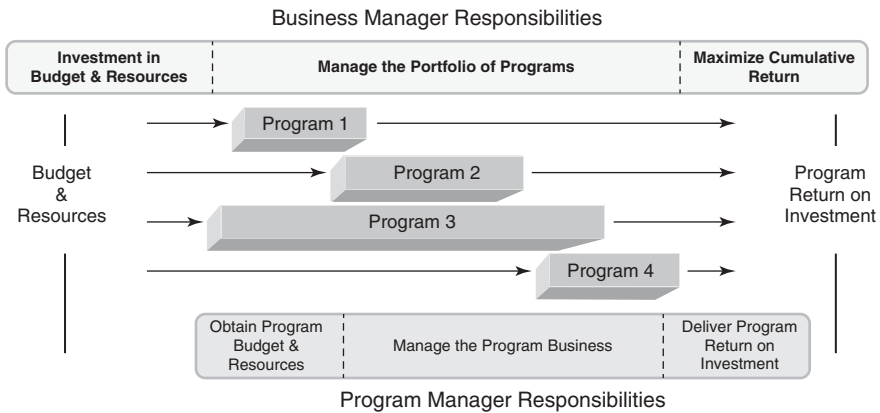 Business Manager Responsibilities
Investment in
Budget & Resources
Manage the Portfolio of Programs
Maximize Cumulative
Return
Program 1
Program 2
Program 3
Program 4
Budget
&
Resources
Program
Return on
Investment
Obtain Program
Budget &
Resources
Manage the Program Business
Deliver Program
Return on
Investment
Program Manager Responsibilities